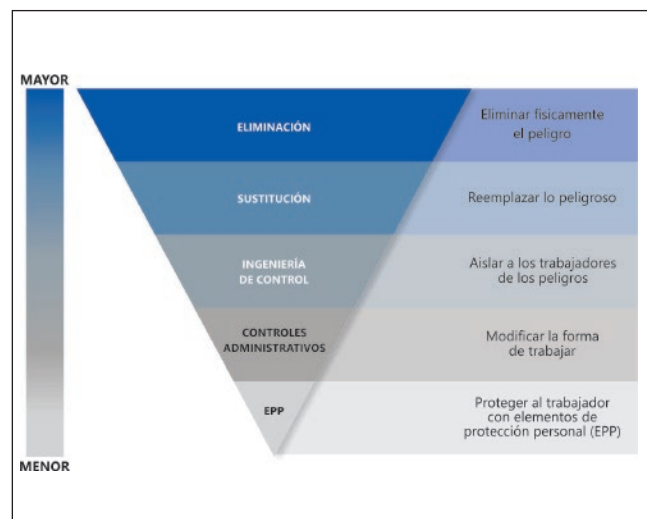 MAYOR
ELIMINACIÓN
Eliminar físicamente
el peligro
SUSTITUCIÓN
Reemplazar lo peligroso
INGENIERÍA
DE CONTROL
Aislar a los trabajadores
de los peligros
CONTROLES
ADMINISTRATIVOS
Modificar la forma
de trabajar
EPP
Proteger al trabajador
con elementos de
protección personal (EPP)
MENOR